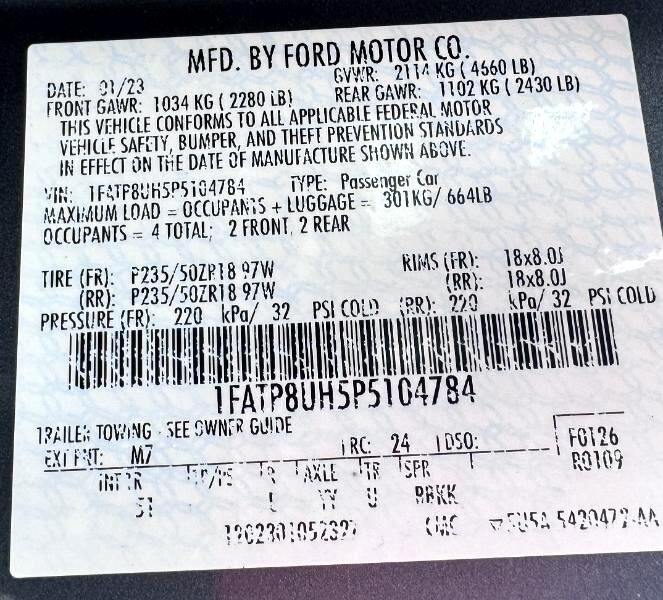 MFD. BY FORD MOTOR CO.
DATE: 01/23 GVWR: 2114 KG ( 4660 LB)
FRONT GAWR: 1034 KG ( 2280 LB) REAR GAWR: 1102 KG ( 2430 LB)
THIS VEHICLE CONFORMS TO ALL APPLICABLE FEDERAL MOTOR
VEHICLE SAFETY, BUMPER, AND THEFT PREVENTION STANDARDS
IN EFFECT ON THE DATE OF MANUFACTURE SHOWN ABOVE.
VIN: 1FATP8UH5P5104784 TYPE: Passenger Car
MAXIMUM LOAD = OCCUPANTS + LUGGAGE = 301KG/ 664LB
OCCUPANTS = 4 TOTAL; 2 FRONT, 2 REAR
TIRE (FR): P235/50ZR18 97W RIMS (FR): 18x8.0J
(RR): P235/50ZR18 97W (RR): 18x8.0J
PRESSURE (FR): 220 kPa/ 32 PSI COLD (RR): 220 kPa/ 32 PSI COLD
1FATP8UH5P5104784
TRAILER TOWING - SEE OWNER GUIDE
EXT PNT: M7 RC: 24 DSO: F0126
R0109
INT TR TP/PS R AXLE TR SPR
5I L YY U BBKK